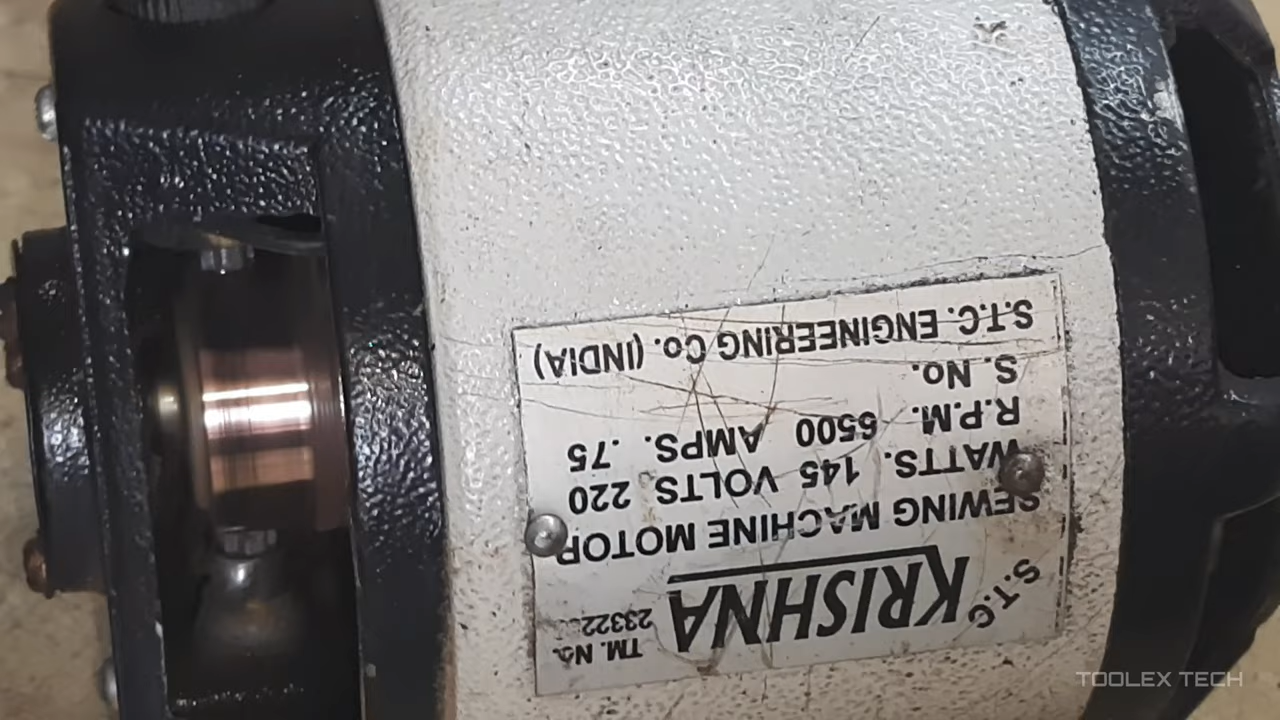 S.T.C
KRISHNA
TM. No.
SEWING MACHINE MOTOR
WATTS. 145 VOLTS 220
R.P.M. 6500 AMPS. .75
S. No.
S.T.C. ENGINEERING Co. (INDIA)
TOOLEX TECH